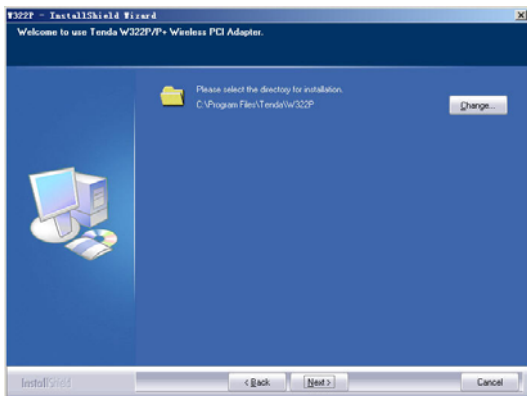 W322P - InstallShield Wizard
Welcome to use Tenda W322P/P+ Wireless PCI Adapter.
Please select the directory for installation.
C:\Program Files\Tenda\W322P
Change...
InstallShield
< Back
Next >
Cancel